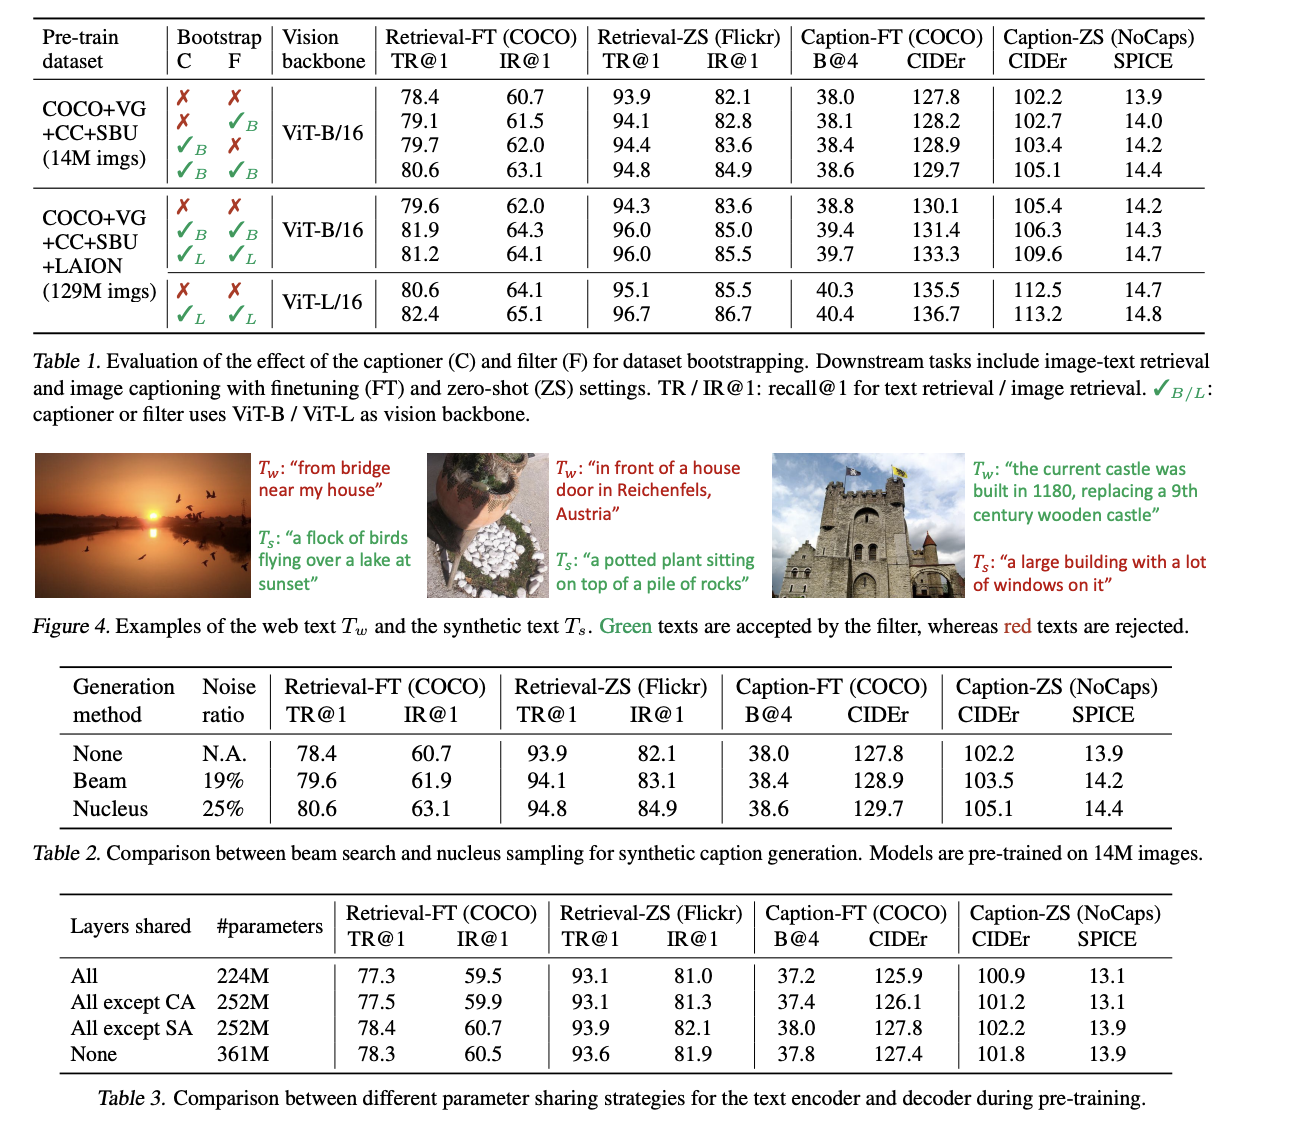 Pre-train Bootstrap Vision Retrieval-FT (COCO) Retrieval-ZS (Flickr) Caption-FT (COCO) Caption-ZS (NoCaps)
dataset C F backbone TR@1 IR@1 TR@1 IR@1 B@4 CIDEr CIDEr SPICE
COCO+VG
+CC+SBU
(14M imgs)
✗ ✗ 78.4 60.7 93.9 82.1 38.0 127.8 102.2 13.9
✗ ✓B 79.1 61.5 94.1 82.8 38.1 128.2 102.7 14.0
ViT-B/16
✓B ✗ 79.7 62.0 94.4 83.6 38.4 128.9 103.4 14.2
✓B ✓B 80.6 63.1 94.8 84.9 38.6 129.7 105.1 14.4
COCO+VG
+CC+SBU
+LAION
(129M imgs)
✗ ✗ 79.6 62.0 94.3 83.6 38.8 130.1 105.4 14.2
✓B ✓B ViT-B/16 81.9 64.3 96.0 85.0 39.4 131.4 106.3 14.3
✓L ✓L 81.2 64.1 96.0 85.5 39.7 133.3 109.6 14.7
✗ ✗ 80.6 64.1 95.1 85.5 40.3 135.5 112.5 14.7
ViT-L/16
✓L ✓L 82.4 65.1 96.7 86.7 40.4 136.7 113.2 14.8
Table 1. Evaluation of the effect of the captioner (C) and filter (F) for dataset bootstrapping. Downstream tasks include image-text retrieval
and image captioning with finetuning (FT) and zero-shot (ZS) settings. TR / IR@1: recall@1 for text retrieval / image retrieval. ✓B/L:
captioner or filter uses ViT-B / ViT-L as vision backbone.
Tw: “from bridge
near my house”
Ts: “a flock of birds
flying over a lake at
sunset”
Tw: “in front of a house
door in Reichenfels,
Austria”
Ts: “a potted plant sitting
on top of a pile of rocks”
Tw: “the current castle was
built in 1180, replacing a 9th
century wooden castle”
Ts: “a large building with a lot
of windows on it”
Figure 4. Examples of the web text Tw and the synthetic text Ts. Green texts are accepted by the filter, whereas red texts are rejected.
Generation Noise Retrieval-FT (COCO) Retrieval-ZS (Flickr) Caption-FT (COCO) Caption-ZS (NoCaps)
method ratio TR@1 IR@1 TR@1 IR@1 B@4 CIDEr CIDEr SPICE
None N.A. 78.4 60.7 93.9 82.1 38.0 127.8 102.2 13.9
Beam 19% 79.6 61.9 94.1 83.1 38.4 128.9 103.5 14.2
Nucleus 25% 80.6 63.1 94.8 84.9 38.6 129.7 105.1 14.4
Table 2. Comparison between beam search and nucleus sampling for synthetic caption generation. Models are pre-trained on 14M images.
Layers shared #parameters Retrieval-FT (COCO) Retrieval-ZS (Flickr) Caption-FT (COCO) Caption-ZS (NoCaps)
TR@1 IR@1 TR@1 IR@1 B@4 CIDEr CIDEr SPICE
All 224M 77.3 59.5 93.1 81.0 37.2 125.9 100.9 13.1
All except CA 252M 77.5 59.9 93.1 81.3 37.4 126.1 101.2 13.1
All except SA 252M 78.4 60.7 93.9 82.1 38.0 127.8 102.2 13.9
None 361M 78.3 60.5 93.6 81.9 37.8 127.4 101.8 13.9
Table 3. Comparison between different parameter sharing strategies for the text encoder and decoder during pre-training.